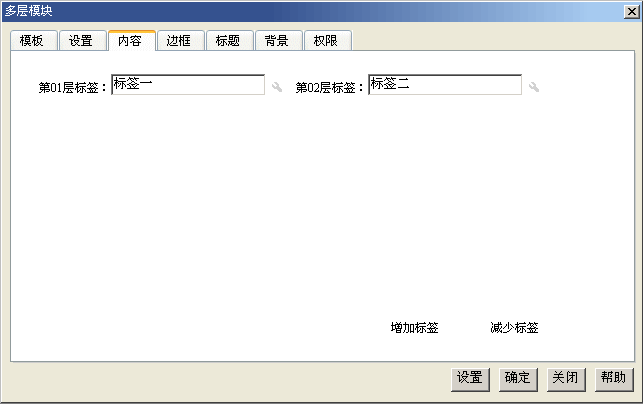 多层模块
模板 设置 内容 边框 标题 背景 权限
第01层标签： 标签一 第02层标签： 标签二
增加标签 减少标签
设置 确定 关闭 帮助